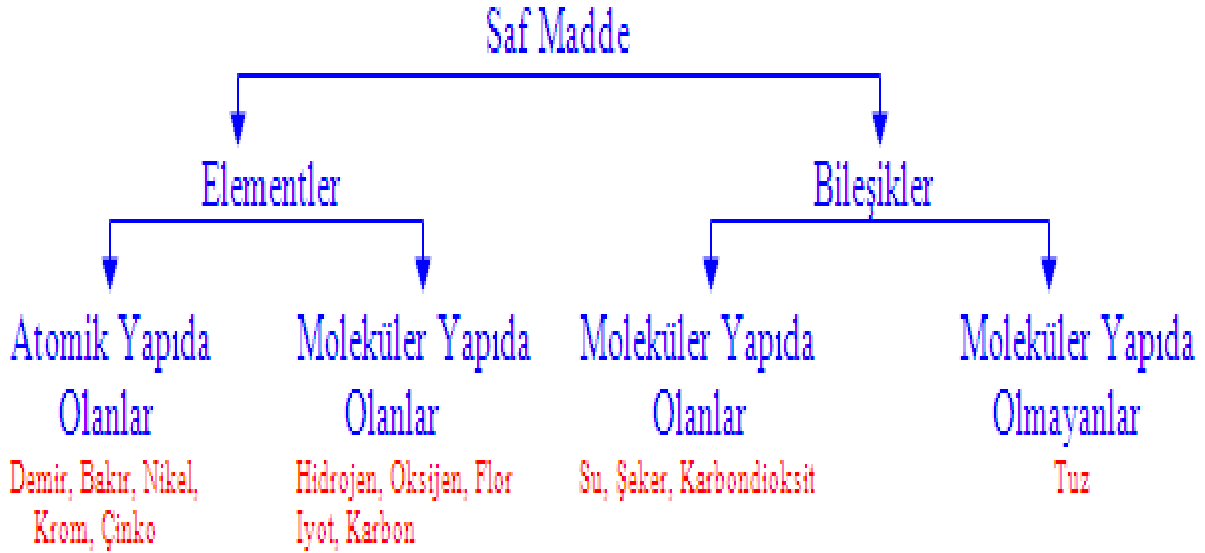 Saf Madde
Elementler
Bileşikler
Atomik Yapıda
Olanlar
Demir, Bakır, Nikel,
Krom, Çinko
Moleküler Yapıda
Olanlar
Hidrojen, Oksijen, Flor
Iyot, Karbon
Moleküler Yapıda
Olanlar
Su, Şeker, Karbondioksit
Moleküler Yapıda
Olmayanlar
Tuz